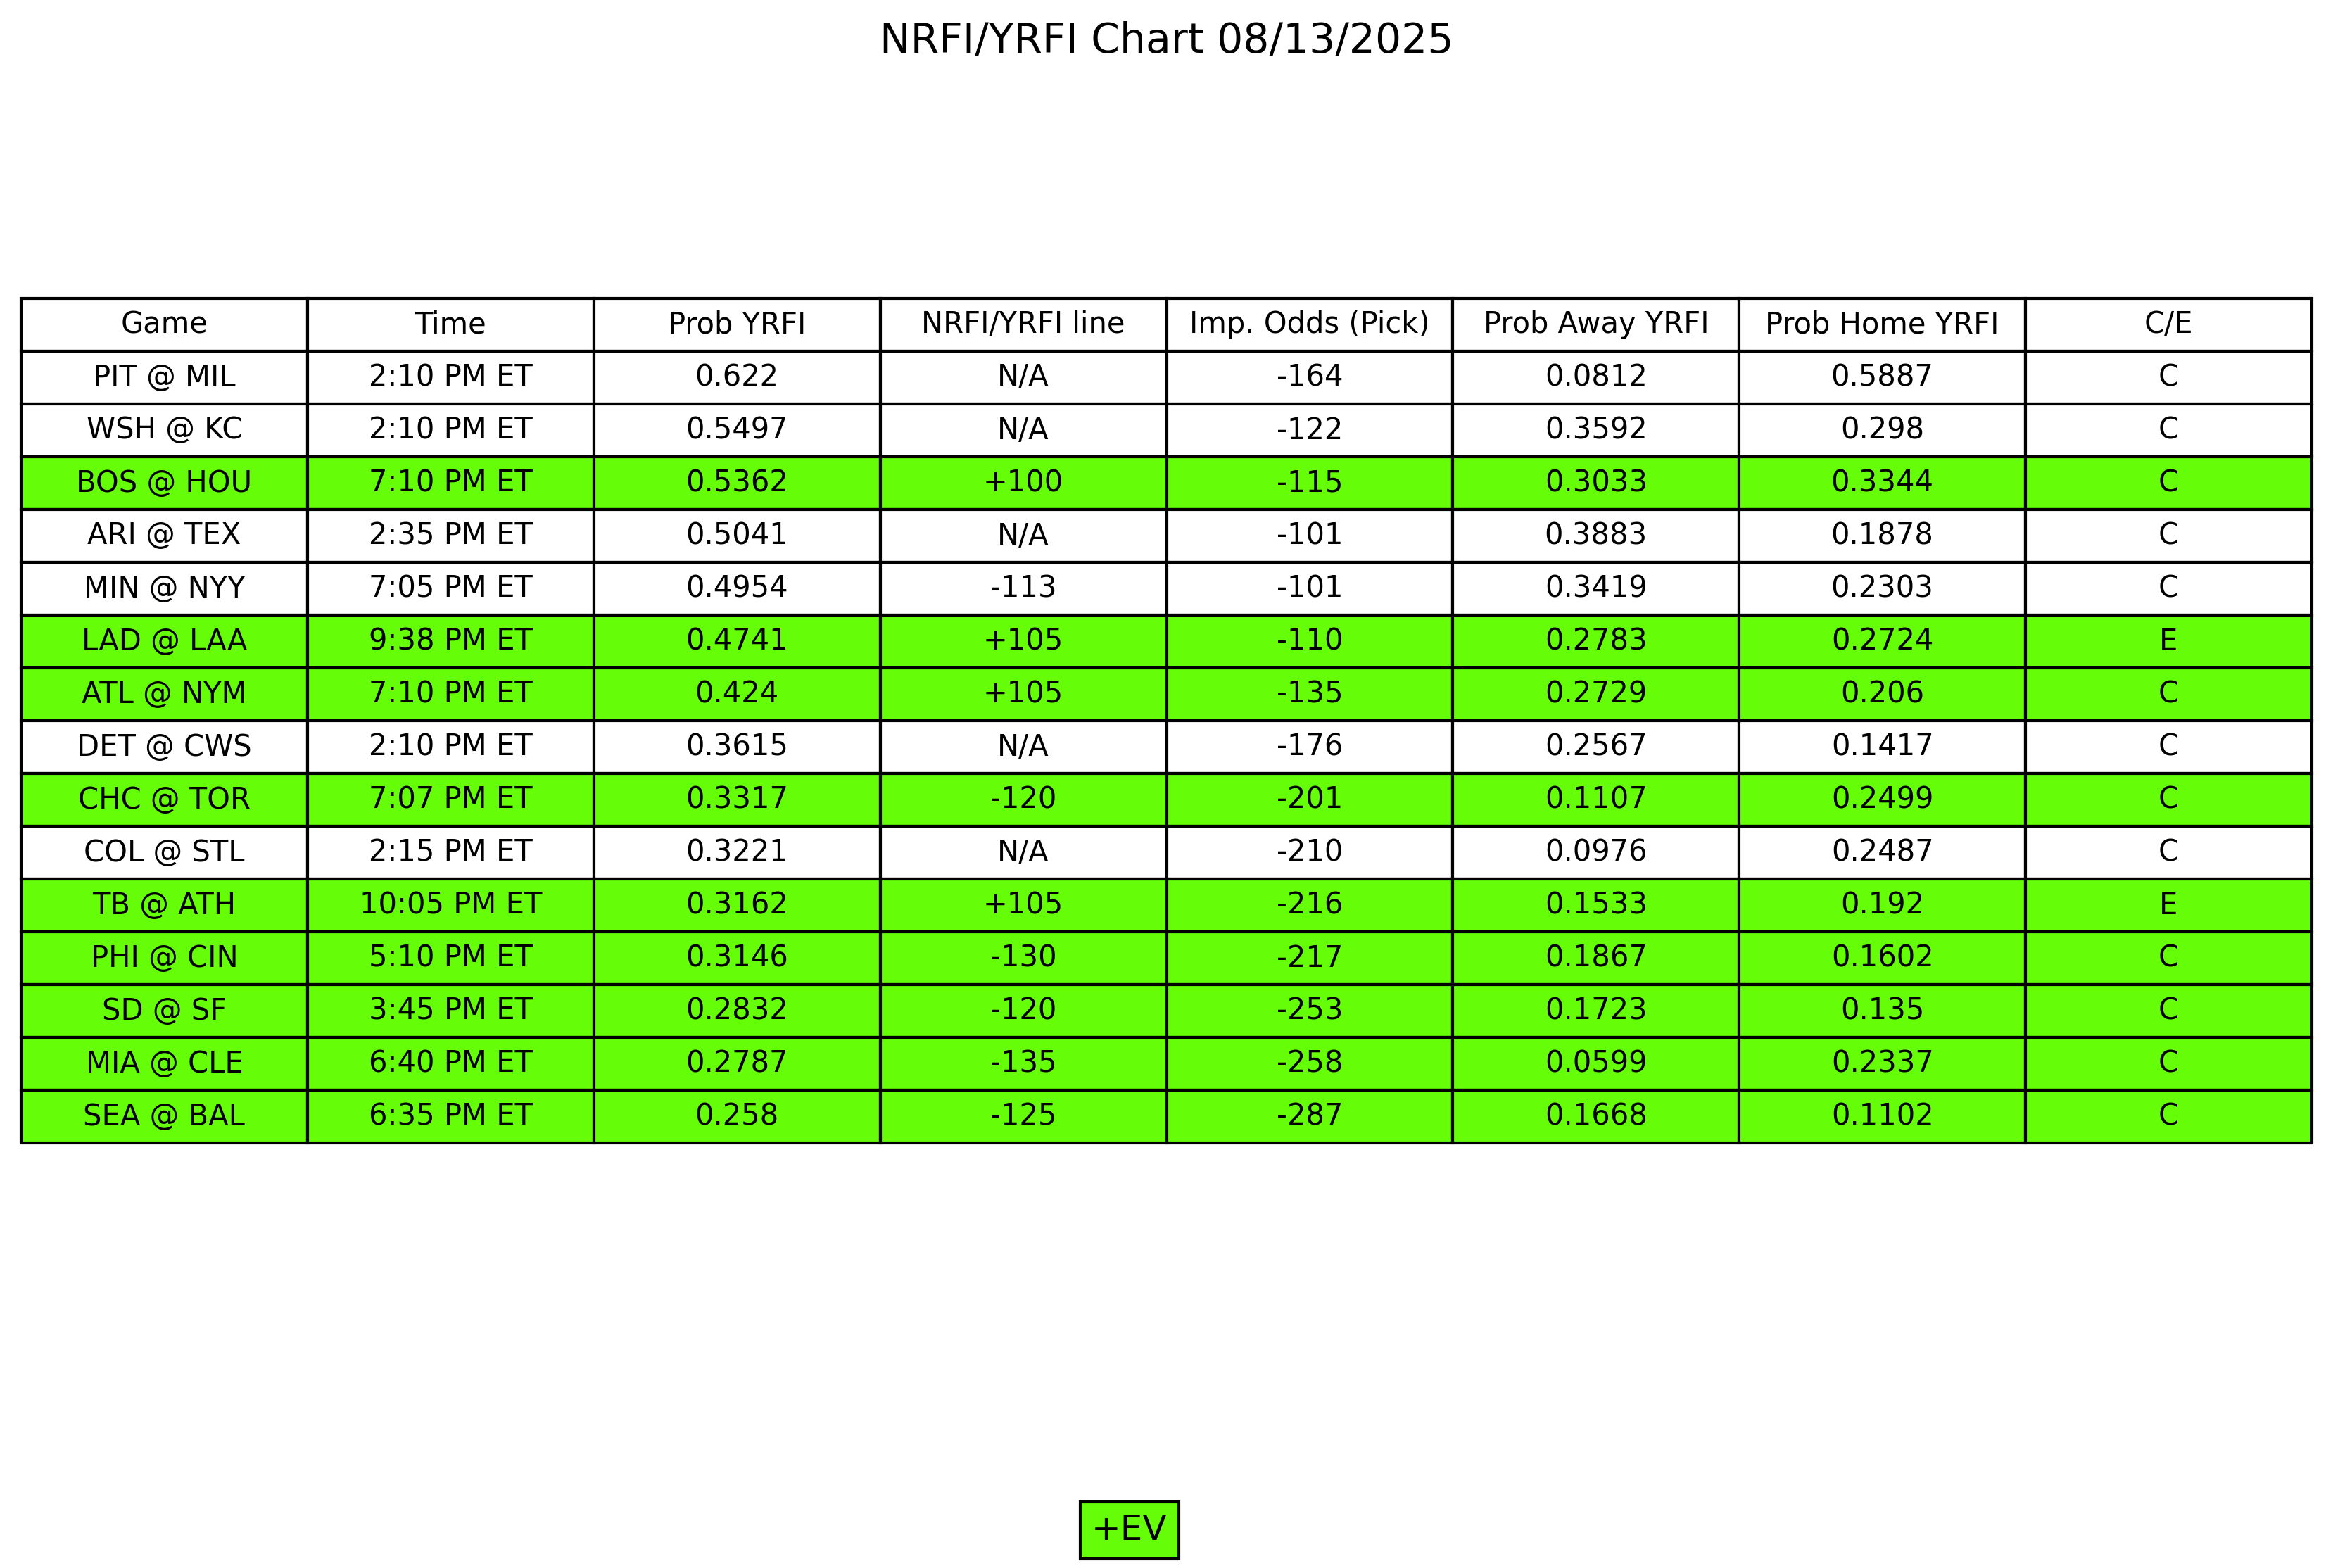 NRFI/YRFI Chart 08/13/2025
Game Time Prob YRFI NRFI/YRFI line Imp. Odds (Pick) Prob Away YRFI Prob Home YRFI C/E
PIT @ MIL 2:10 PM ET 0.622 N/A -164 0.0812 0.5887 C
WSH @ KC 2:10 PM ET 0.5497 N/A -122 0.3592 0.298 C
BOS @ HOU 7:10 PM ET 0.5362 +100 -115 0.3033 0.3344 C
ARI @ TEX 2:35 PM ET 0.5041 N/A -101 0.3883 0.1878 C
MIN @ NYY 7:05 PM ET 0.4954 -113 -101 0.3419 0.2303 C
LAD @ LAA 9:38 PM ET 0.4741 +105 -110 0.2783 0.2724 E
ATL @ NYM 7:10 PM ET 0.424 +105 -135 0.2729 0.206 C
DET @ CWS 2:10 PM ET 0.3615 N/A -176 0.2567 0.1417 C
CHC @ TOR 7:07 PM ET 0.3317 -120 -201 0.1107 0.2499 C
COL @ STL 2:15 PM ET 0.3221 N/A -210 0.0976 0.2487 C
TB @ ATH 10:05 PM ET 0.3162 +105 -216 0.1533 0.192 E
PHI @ CIN 5:10 PM ET 0.3146 -130 -217 0.1867 0.1602 C
SD @ SF 3:45 PM ET 0.2832 -120 -253 0.1723 0.135 C
MIA @ CLE 6:40 PM ET 0.2787 -135 -258 0.0599 0.2337 C
SEA @ BAL 6:35 PM ET 0.258 -125 -287 0.1668 0.1102 C
+EV